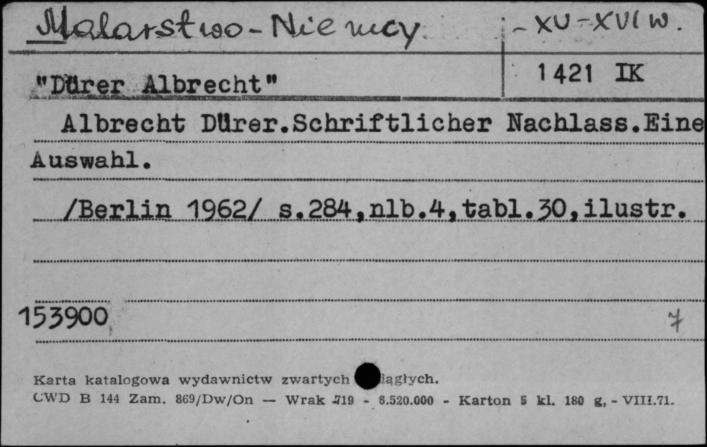 Malarstwo - Niemcy - XV-XVI w.
"Dürer Albrecht" 1421 IK
Albrecht Dürer.Schriftlicher Nachlass.Eine
Auswahl.
/Berlin 1962/ s.284,nlb.4,tabl.30,ilustr.
153900 7
Karta katalogowa wydawnictw zwartych
CWD B 144 Zam. 869/Dw/On — Wrak 719 - 6.520.000 - Karton 5 kl. 180 g, - VIII.71.